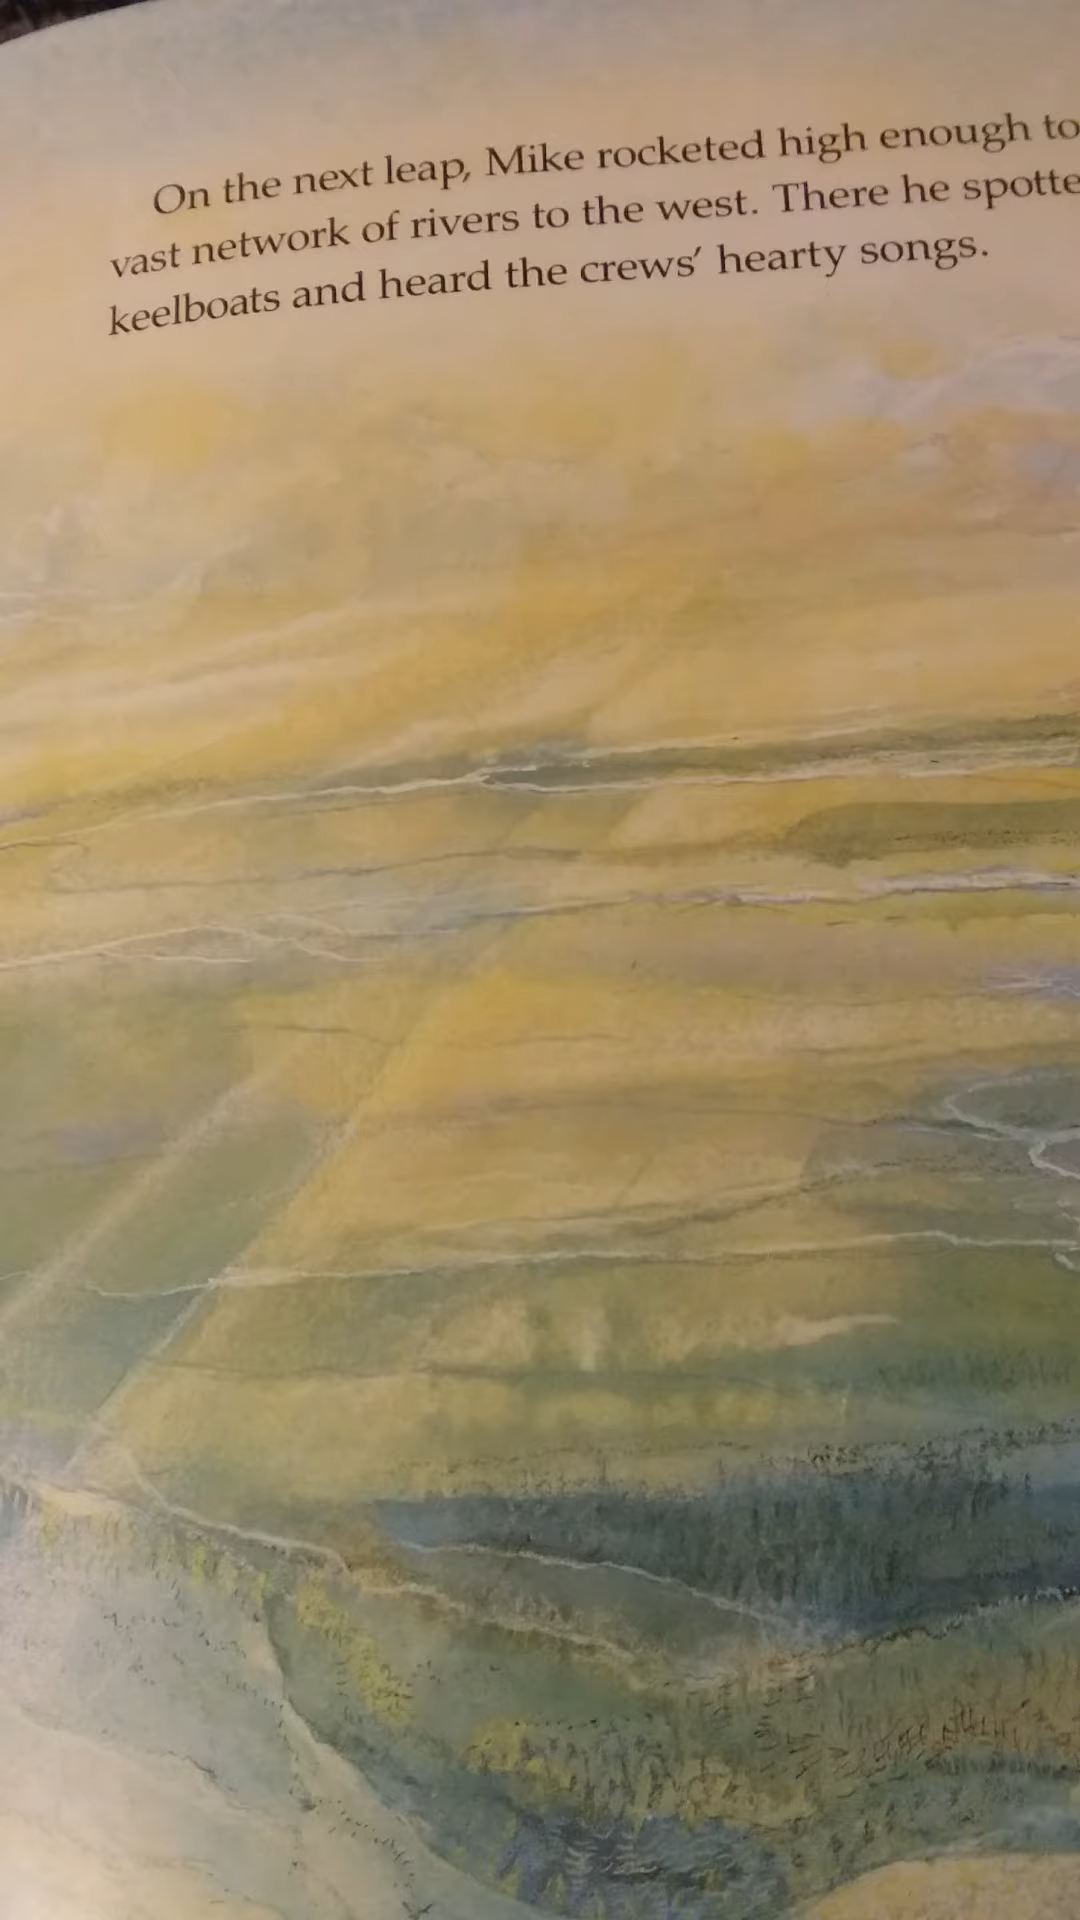 On the next leap, Mike rocketed high enough to
vast network of rivers to the west. There he spotte
keelboats and heard the crews' hearty songs.